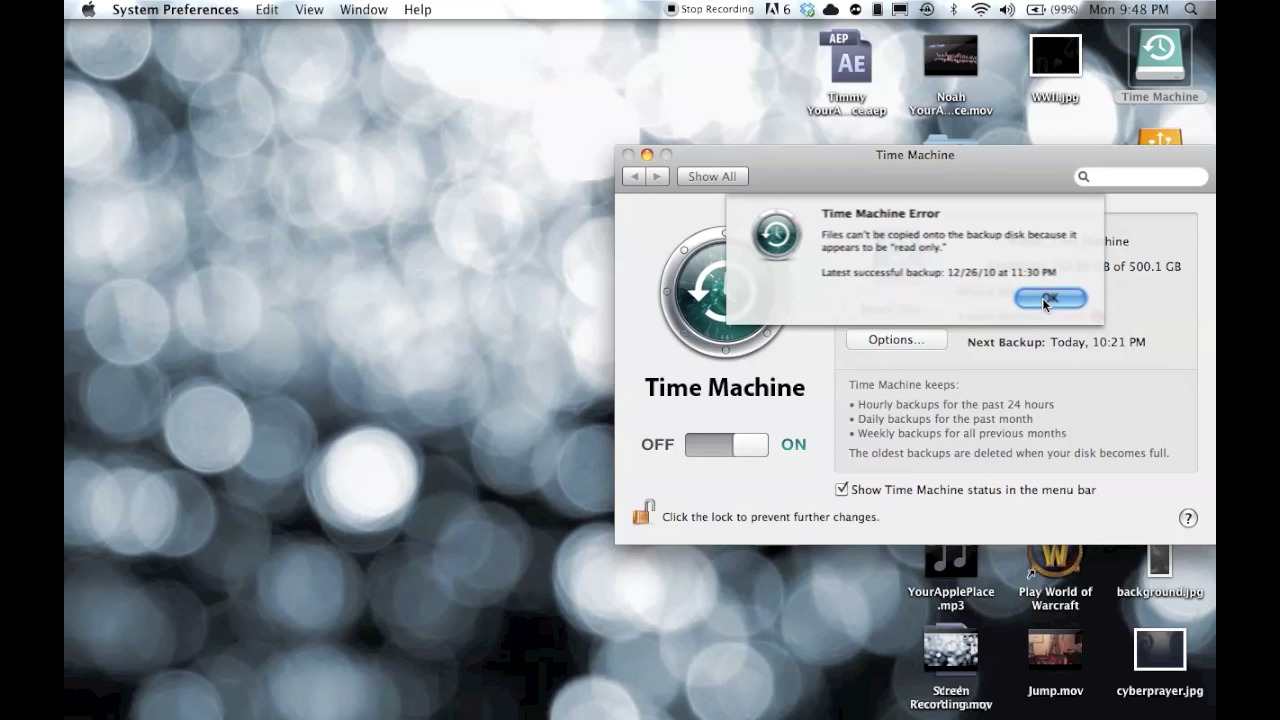 System Preferences Edit View Window Help Stop Recording 6 (99%) Mon 9:48 PM
AEP
AE
Timmy
YourA...ce.aep
Noah
YourA...ce.mov
WWII.jpg
Time Machine
Time Machine
Show All
Time Machine Error
Files can't be copied onto the backup disk because it
appears to be "read only."
Latest successful backup: 12/26/10 at 11:30 PM
OK
hine
of 500.1 GB
Options...
Next Backup: Today, 10:21 PM
Time Machine
OFF
ON
Time Machine keeps:
• Hourly backups for the past 24 hours
• Daily backups for the past month
• Weekly backups for all previous months
The oldest backups are deleted when your disk becomes full.
Show Time Machine status in the menu bar
Click the lock to prevent further changes.
?
W
YourApplePlace
.mp3
Play World of
Warcraft
background.jpg
Screen
Recording.mov
Jump.mov
cyberprayer.jpg